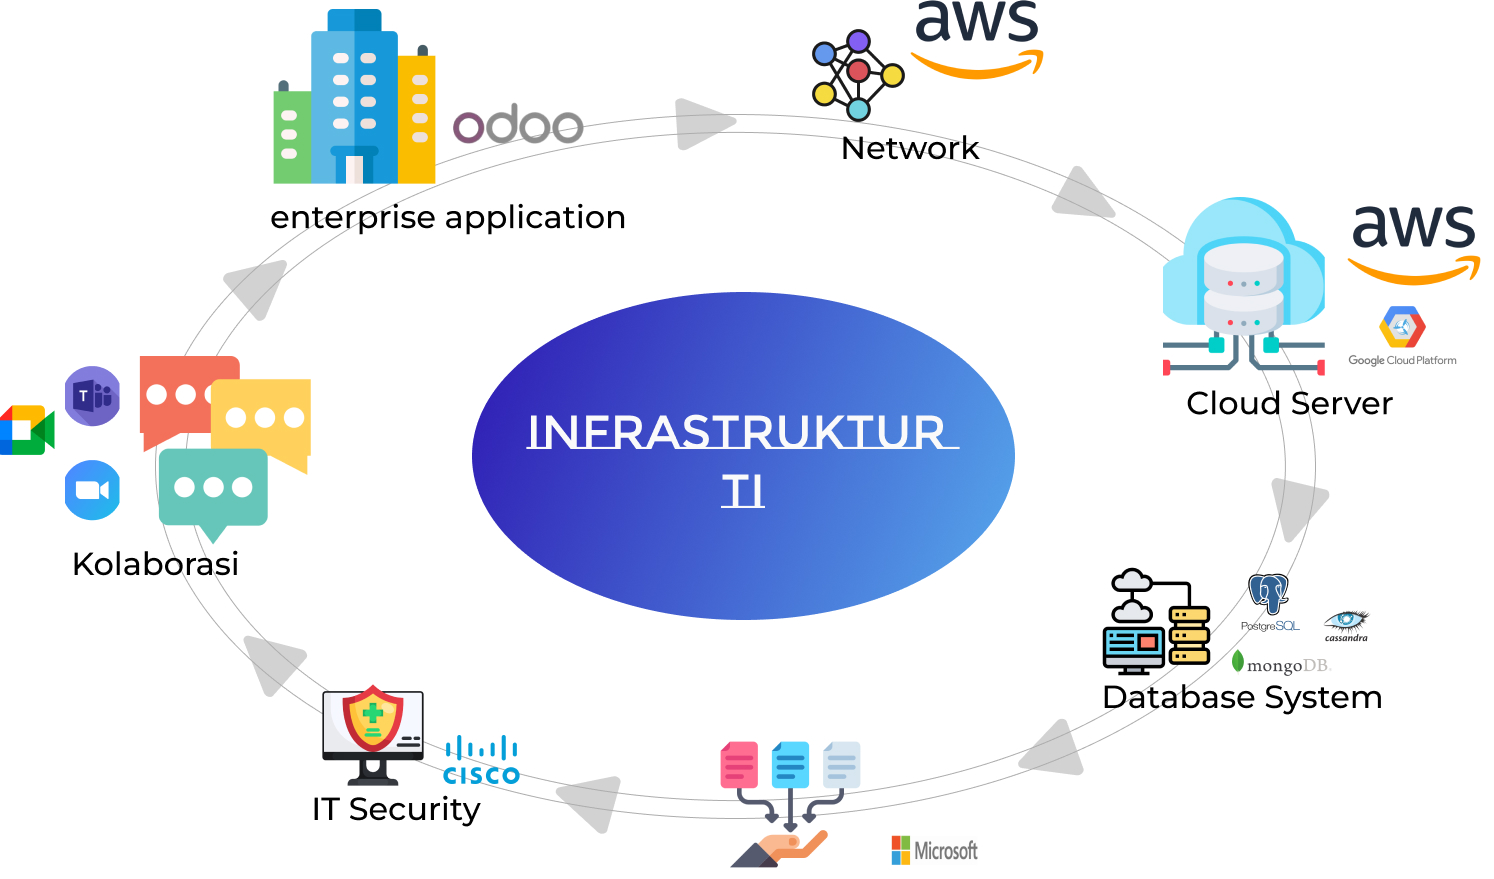 aws
odoo
Network
enterprise application
aws
Google Cloud Platform
Cloud Server
T
INFRASTRUKTUR
TI
Kolaborasi
PostgreSQL
cassandra
mongoDB.
Database System
CISCO
IT Security
Microsoft